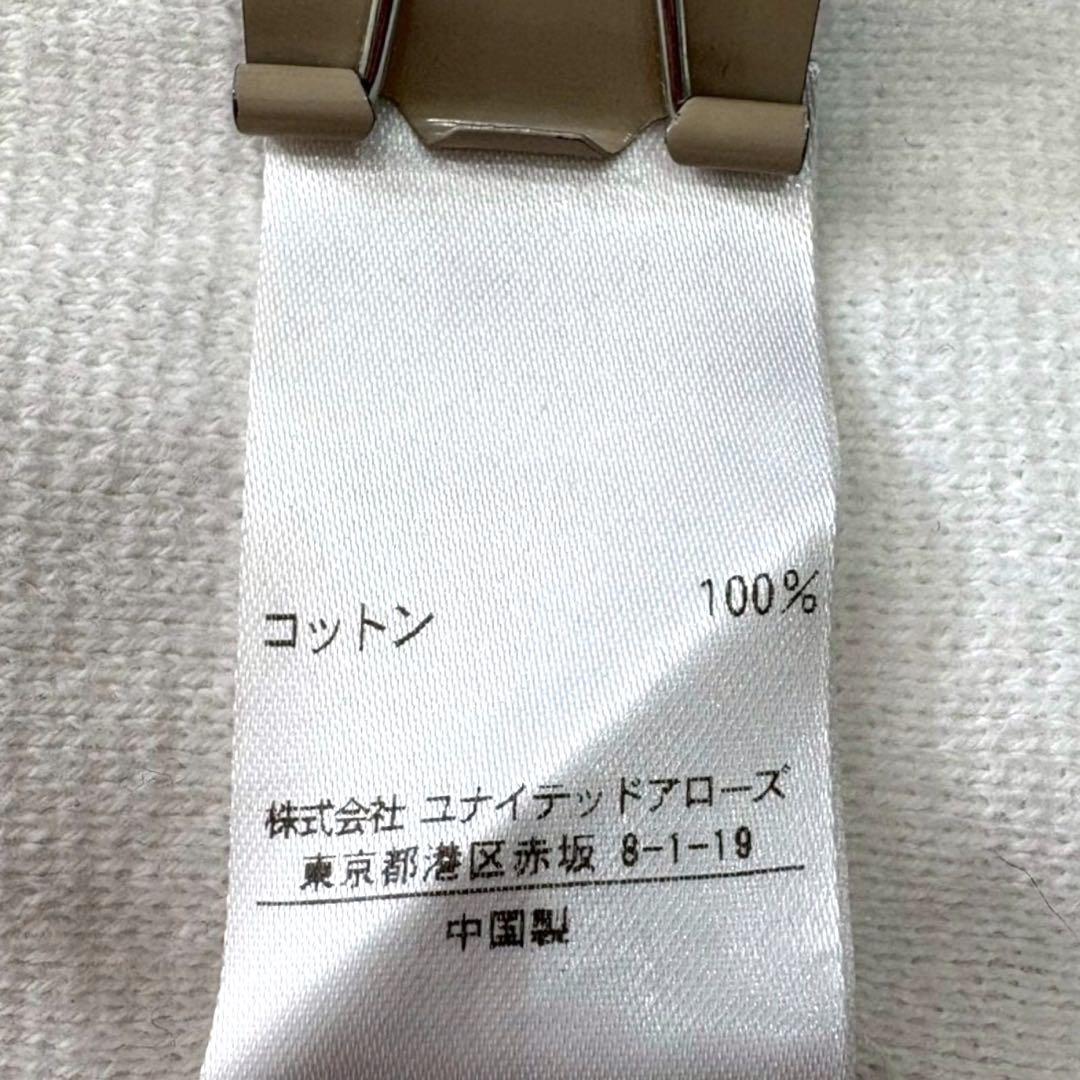 コットン 100%
株式会社 ユナイテッドアローズ
東京都港区赤坂 8-1-19
中国製